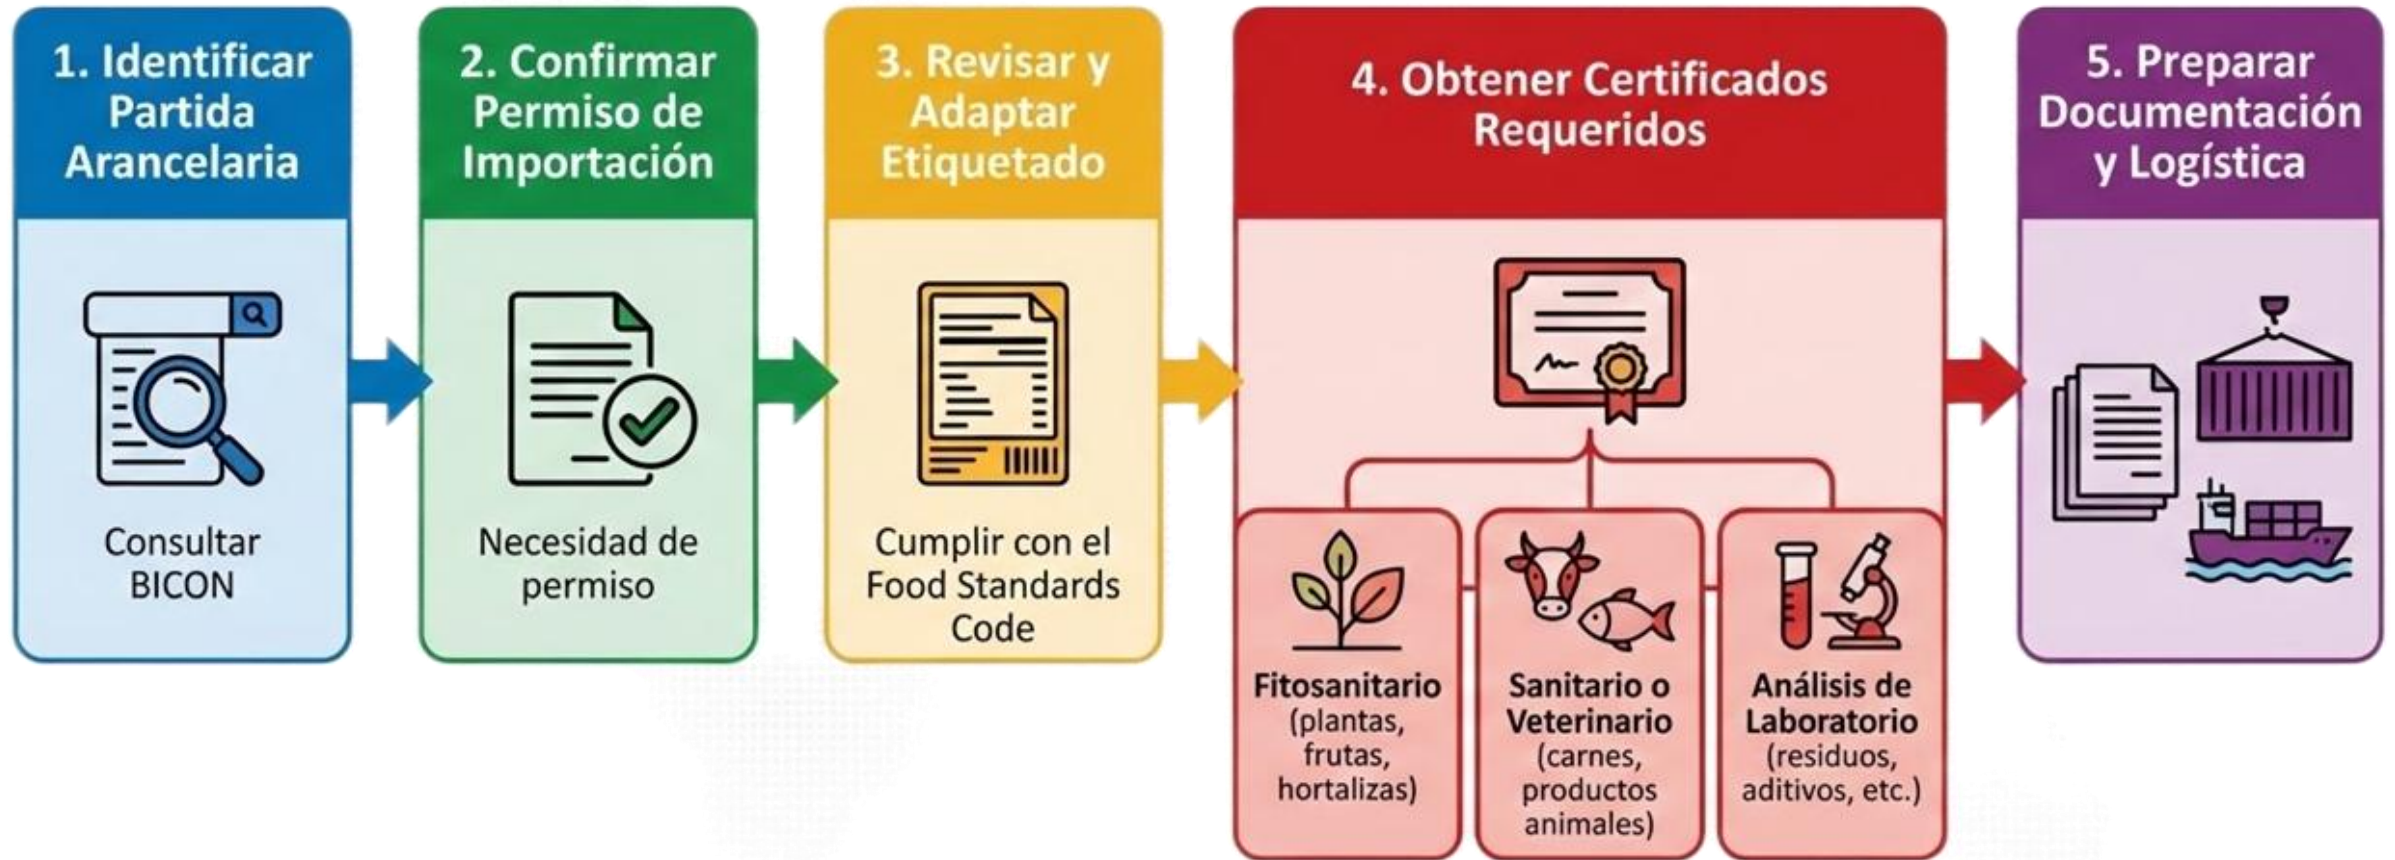 1. Identificar
Partida
Arancelaria
Consultar
BICON
2. Confirmar
Permiso de
Importación
Necesidad de
permiso
3. Revisar y
Adaptar
Etiquetado
Cumplir con el
Food Standards
Code
4. Obtener Certificados
Requeridos
Fitosanitario
(plantas,
frutas,
hortalizas)
Sanitario o
Veterinario
(carnes,
productos
animales)
Análisis de
Laboratorio
(residuos,
aditivos, etc.)
5. Preparar
Documentación
y Logística